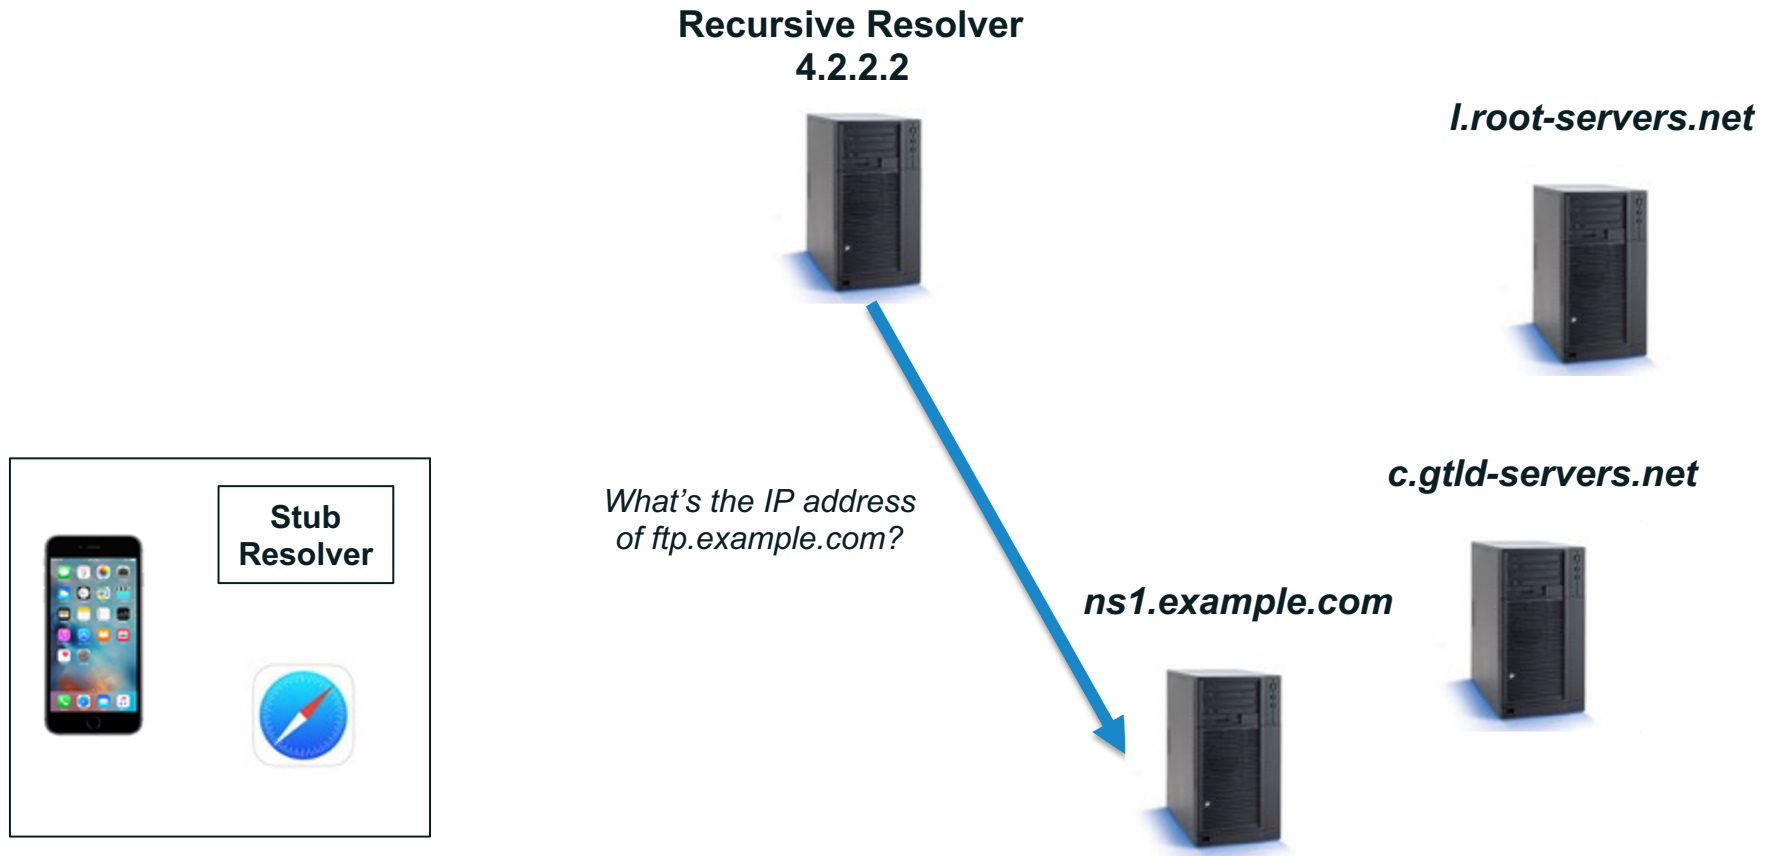 Recursive Resolver
4.2.2.2
l.root-servers.net
c.gtld-servers.net
Stub
Resolver
What’s the IP address
of ftp.example.com?
ns1.example.com